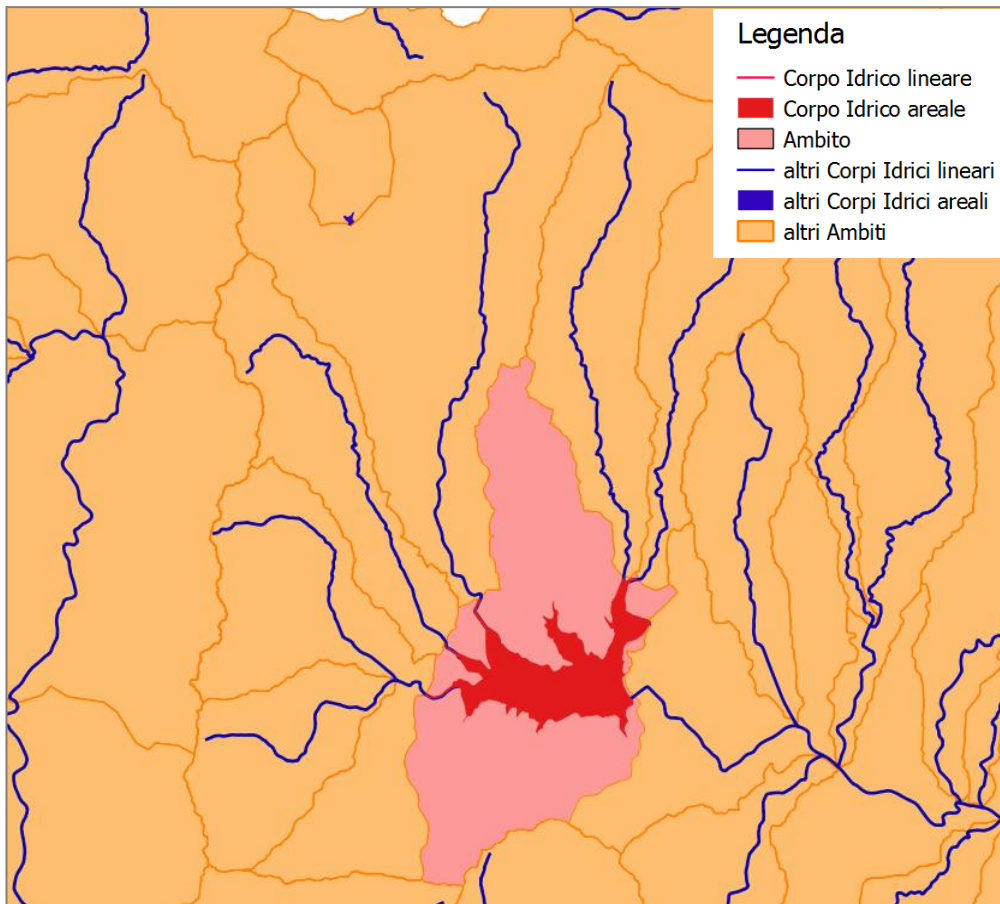 Legenda
Corpo Idrico lineare
Corpo Idrico areale
Ambito
altri Corpi Idrici lineari
altri Corpi Idrici areali
altri Ambiti